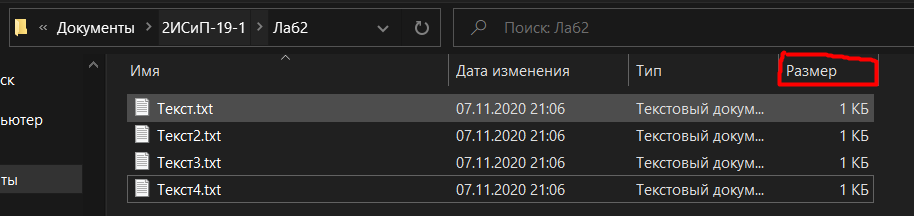 « Документы > 2ИСиП-19-1 > Лаб2
Поиск: Лаб2
Имя Дата изменения Тип Размер
ск
Текст.txt 07.11.2020 21:06 Текстовый докум... 1 КБ
ьютер
Текст2.txt 07.11.2020 21:06 Текстовый докум... 1 КБ
Текст3.txt 07.11.2020 21:06 Текстовый докум... 1 КБ
ты
Текст4.txt 07.11.2020 21:06 Текстовый докум... 1 КБ